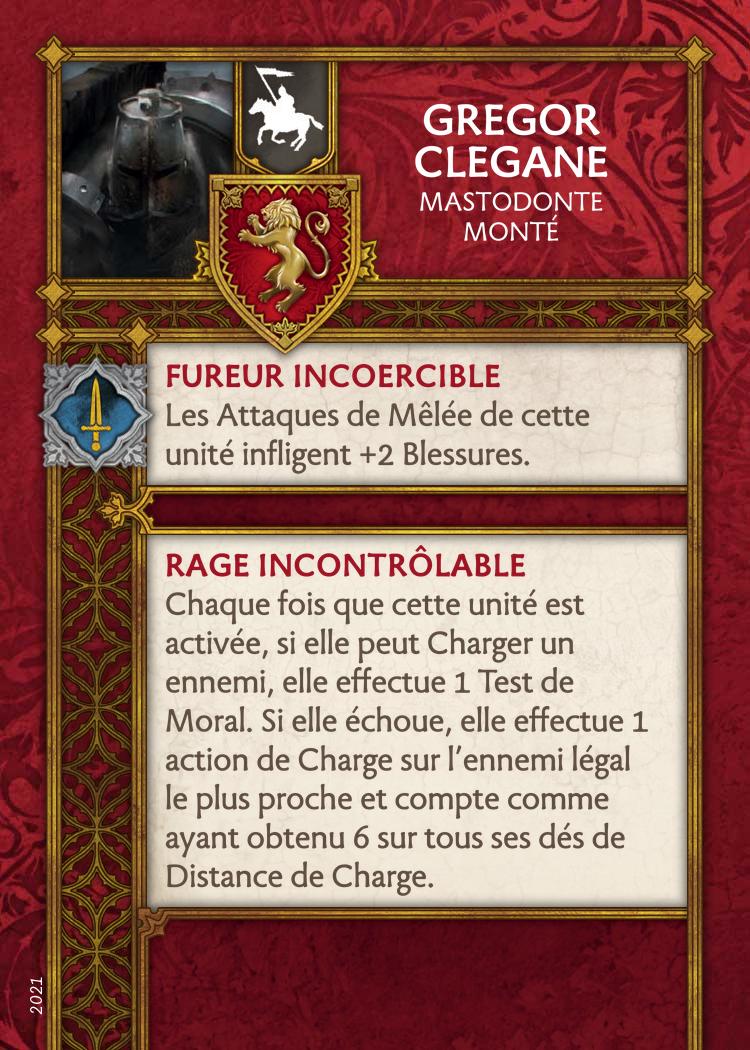 GREGOR
CLEGANE
MASTODONTE
MONTÉ
FUREUR INCOERCIBLE
Les Attaques de Mêlée de cette
unité infligent +2 Blessures.
RAGE INCONTRÔLABLE
Chaque fois que cette unité est
activée, si elle peut Charger un
ennemi, elle effectue 1 Test de
Moral. Si elle échoue, elle effectue 1
action de Charge sur l'ennemi légal
le plus proche et compte comme
ayant obtenu 6 sur tous ses dés de
Distance de Charge.
2021